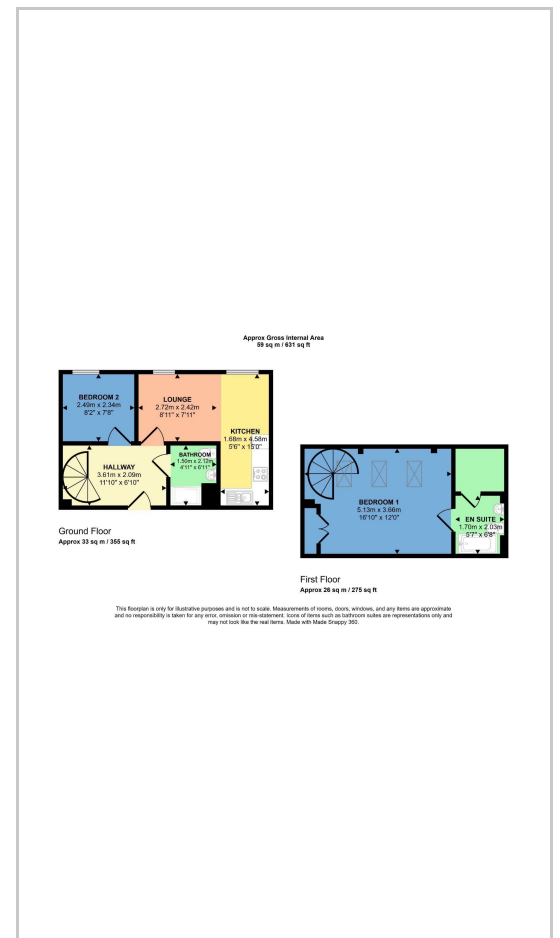 Approx Gross Internal Area
59 sq m / 631 sq ft
BEDROOM 2
2.49m x 2.34m
8'2" x 7'8"
LOUNGE
2.72m x 2.42m
8'11" x 7'11"
KITCHEN
1.68m x 4.58m
5'6" x 15'0"
HALLWAY
3.61m x 2.09m
11'10" x 6'10"
BATHROOM
1.50m x 2.12m
4'11" x 6'11"
Ground Floor
Approx 33 sq m / 355 sq ft
BEDROOM 1
5.13m x 3.66m
16'10" x 12'0"
EN SUITE
1.70m x 2.03m
5'7" x 6'8"
First Floor
Approx 26 sq m / 275 sq ft
This floorplan is only for illustrative purposes and is not to scale. Measurements of rooms, doors, windows, and any items are approximate
and no responsibility is taken for any error, omission or mis-statement. Icons of items such as bathroom suites are representations only and
may not look like the real items. Made with Made Snappy 360.